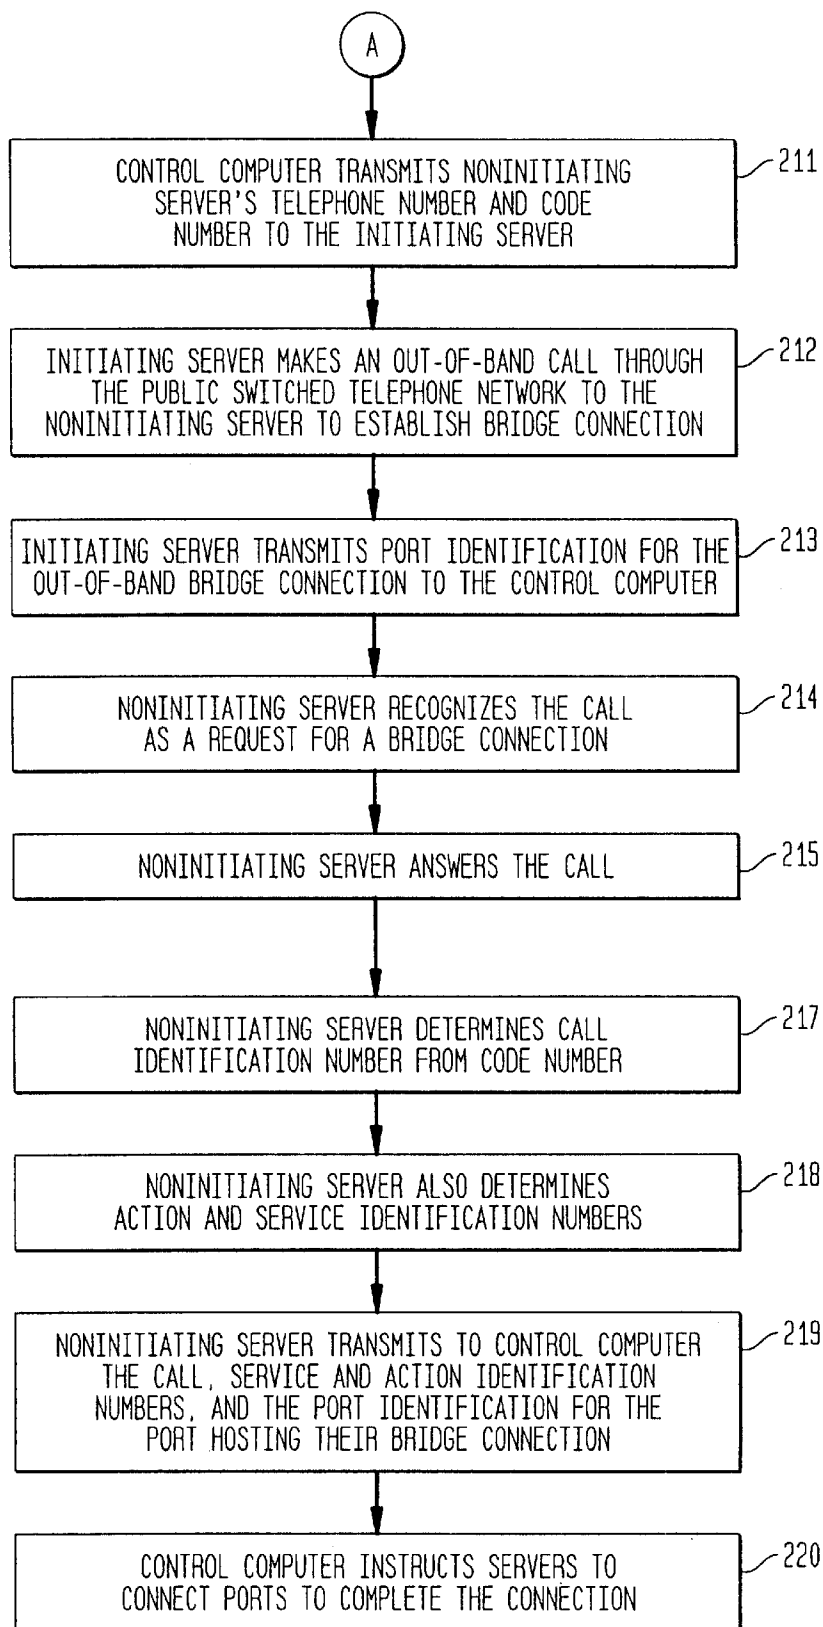 A
CONTROL COMPUTER TRANSMITS NONINITIATING
SERVER'S TELEPHONE NUMBER AND CODE
NUMBER TO THE INITIATING SERVER
211
INITIATING SERVER MAKES AN OUT-OF-BAND CALL THROUGH
THE PUBLIC SWITCHED TELEPHONE NETWORK TO THE
NONINITIATING SERVER TO ESTABLISH BRIDGE CONNECTION
212
INITIATING SERVER TRANSMITS PORT IDENTIFICATION FOR THE
OUT-OF-BAND BRIDGE CONNECTION TO THE CONTROL COMPUTER
213
NONINITIATING SERVER RECOGNIZES THE CALL
AS A REQUEST FOR A BRIDGE CONNECTION
214
NONINITIATING SERVER ANSWERS THE CALL
215
NONINITIATING SERVER DETERMINES CALL
IDENTIFICATION NUMBER FROM CODE NUMBER
217
NONINITIATING SERVER ALSO DETERMINES
ACTION AND SERVICE IDENTIFICATION NUMBERS
218
NONINITIATING SERVER TRANSMITS TO CONTROL COMPUTER
THE CALL, SERVICE AND ACTION IDENTIFICATION
NUMBERS, AND THE PORT IDENTIFICATION FOR THE
PORT HOSTING THEIR BRIDGE CONNECTION
219
CONTROL COMPUTER INSTRUCTS SERVERS TO
CONNECT PORTS TO COMPLETE THE CONNECTION
220